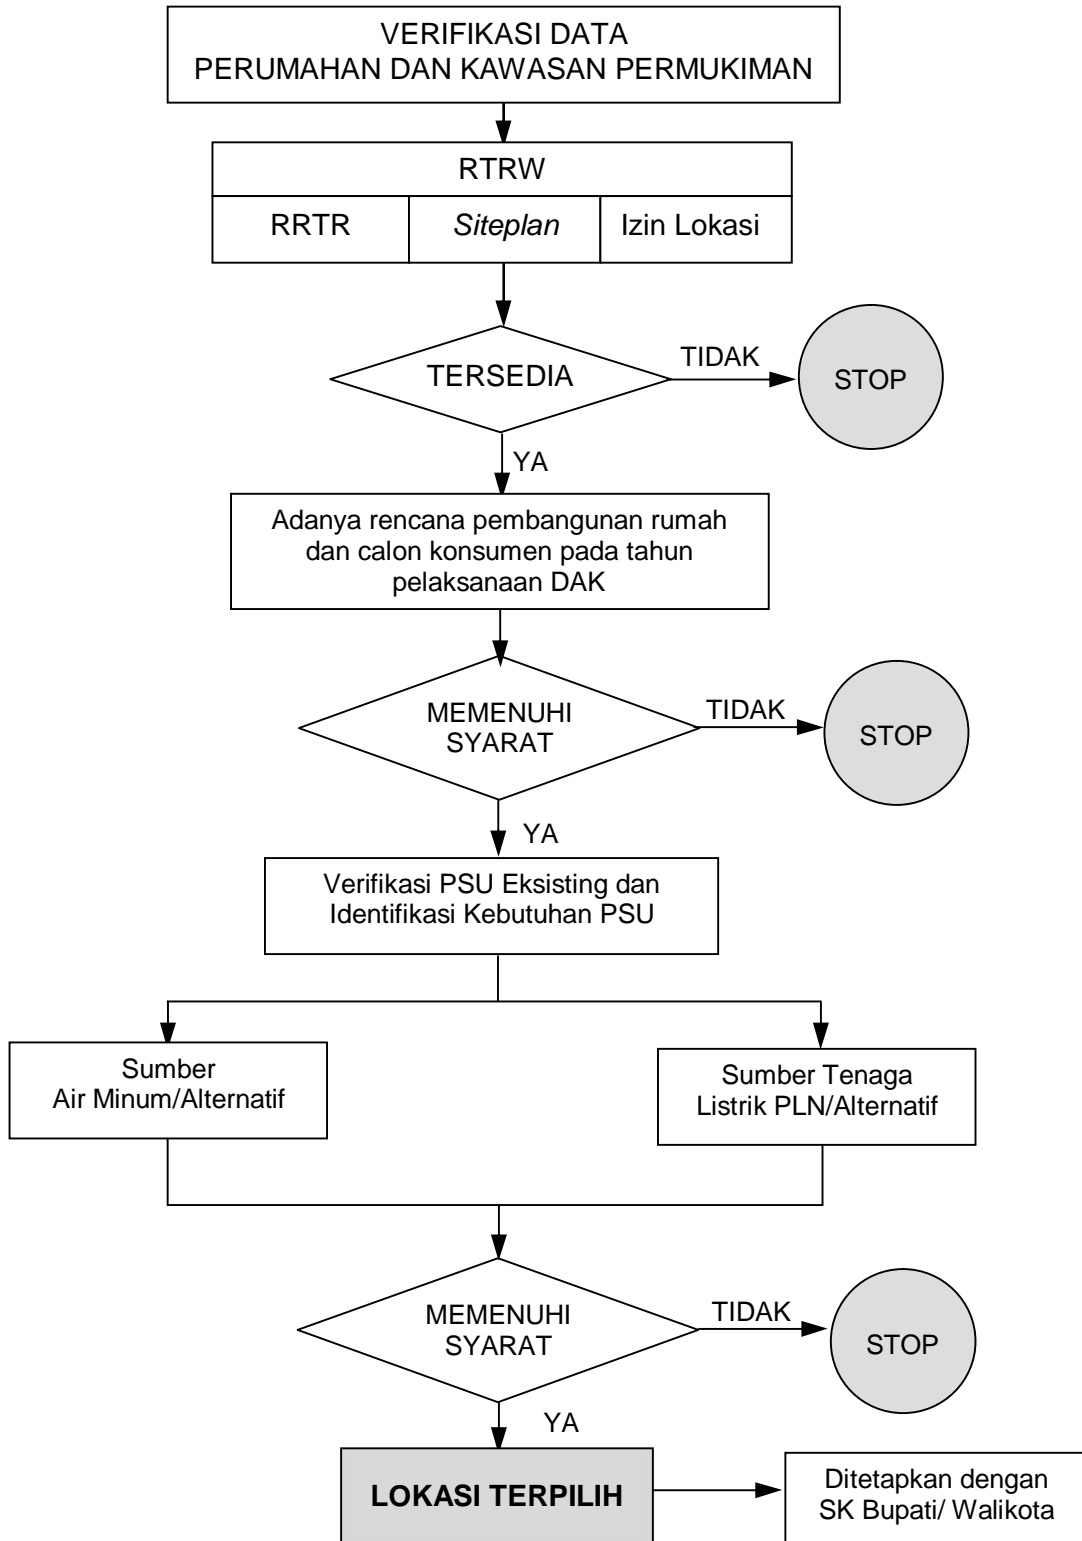 VERIFIKASI DATA
PERUMAHAN DAN KAWASAN PERMUKIMAN
RTRW
RRTR
Siteplan
Izin Lokasi
TERSEDIA
TIDAK
STOP
YA
Adanya rencana pembangunan rumah
dan calon konsumen pada tahun
pelaksanaan DAK
MEMENUHI
SYARAT
TIDAK
STOP
YA
Verifikasi PSU Eksisting dan
Identifikasi Kebutuhan PSU
Sumber
Air Minum/Alternatif
Sumber Tenaga
Listrik PLN/Alternatif
MEMENUHI
SYARAT
TIDAK
STOP
YA
LOKASI TERPILIH
Ditetapkan dengan
SK Bupati/ Walikota